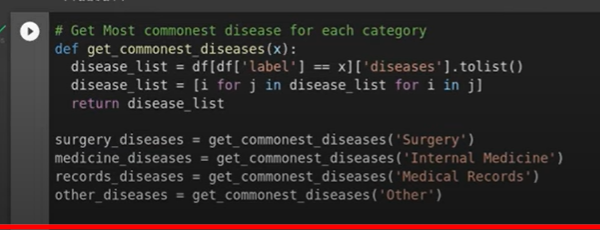 # Get Most commonest disease for each category
def get_commonest_diseases(x):
  disease_list = df[df['label'] == x]['diseases'].tolist()
  disease_list = [i for j in disease_list for i in j]
  return disease_list

surgery_diseases = get_commonest_diseases('Surgery')
medicine_diseases = get_commonest_diseases('Internal Medicine')
records_diseases = get_commonest_diseases('Medical Records')
other_diseases = get_commonest_diseases('Other')